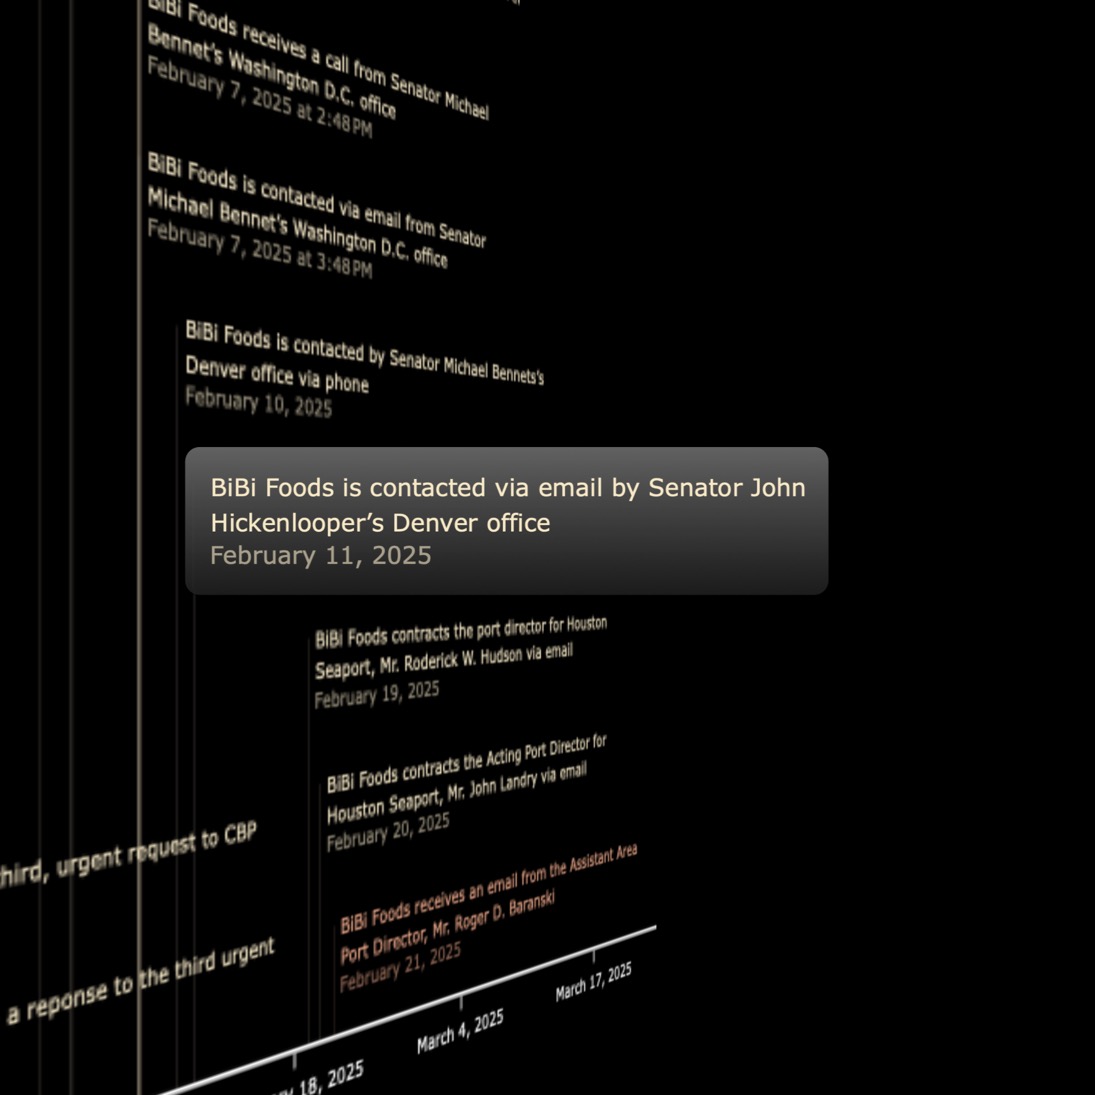 BiBi Foods receives a call from Senator Michael
Bennet’s Washington D.C. office
February 7, 2025 at 2:48PM
BiBi Foods is contacted via email from Senator
Michael Bennet’s Washington D.C. office
February 7, 2025 at 3:48PM
BiBi Foods is contacted by Senator Michael Bennets’s
Denver office via phone
February 10, 2025
BiBi Foods is contacted via email by Senator John
Hickenlooper’s Denver office
February 11, 2025
BiBi Foods contracts the port director for Houston
Seaport, Mr. Roderick W. Hudson via email
February 19, 2025
BiBi Foods contracts the Acting Port Director for
Houston Seaport, Mr. John Landry via email
February 20, 2025
hird, urgent request to CBP
BiBi Foods receives an email from the Assistant Area
Port Director, Mr. Roger D. Baranski
February 21, 2025
a reponse to the third urgent
18, 2025
March 4, 2025
March 17, 2025